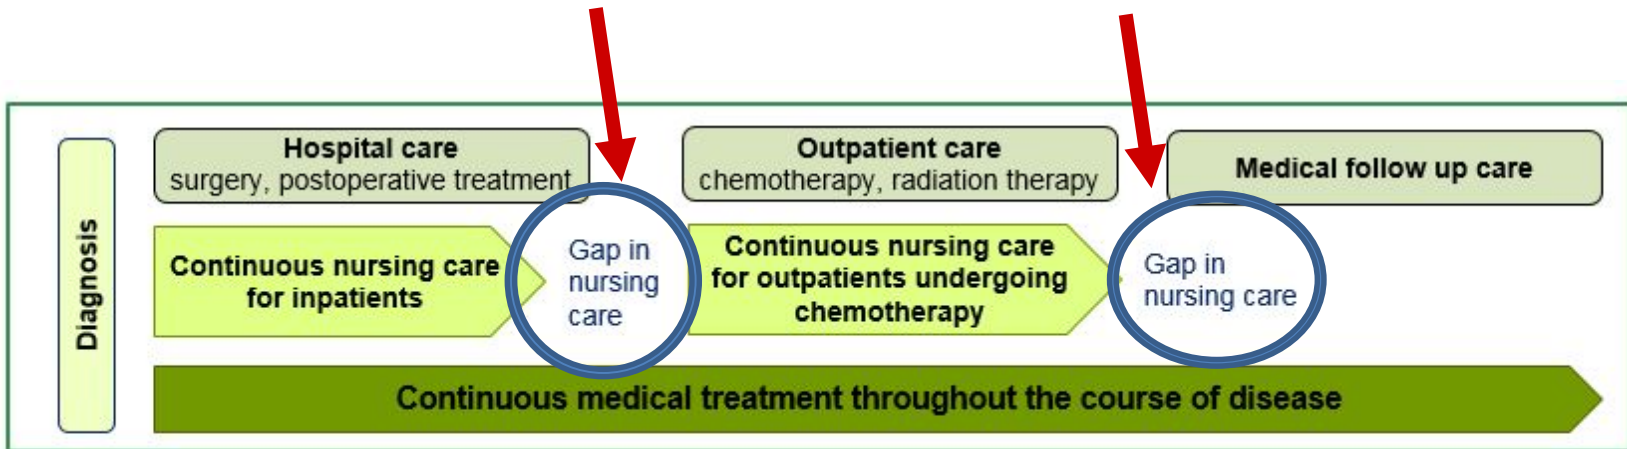 Diagnosis
Hospital care
surgery, postoperative treatment
Outpatient care
chemotherapy, radiation therapy
Medical follow up care
Continuous nursing care
for inpatients
Gap in
nursing
care
Continuous nursing care
for outpatients undergoing
chemotherapy
Gap in
nursing care
Continuous medical treatment throughout the course of disease